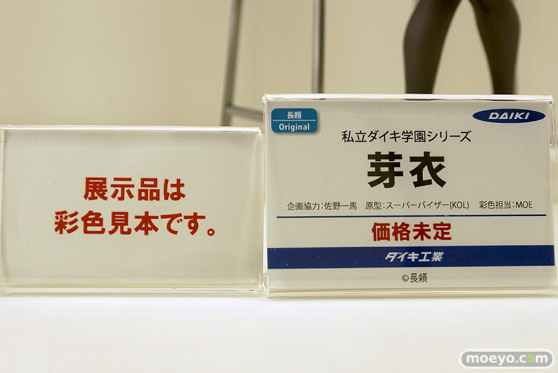 展示品は
彩色見本です。
長頼
Original
DAIKI
私立ダイキ学園シリーズ
芽衣
企画協力:佐野一馬 原型:スーパーバイザー(KOL) 彩色担当:MOE
価格未定
ダイキ工業
©長頼
moeyo.com